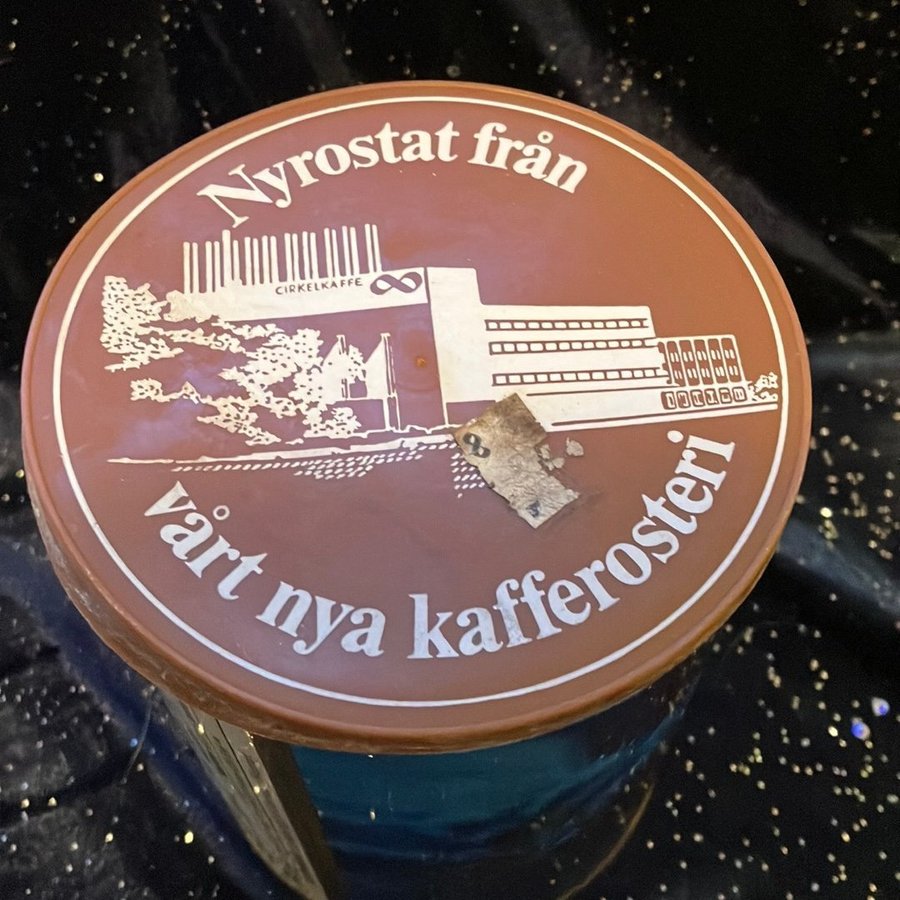 Nyrostat från
CIRKELKAFFE
vårt nya kafferosteri